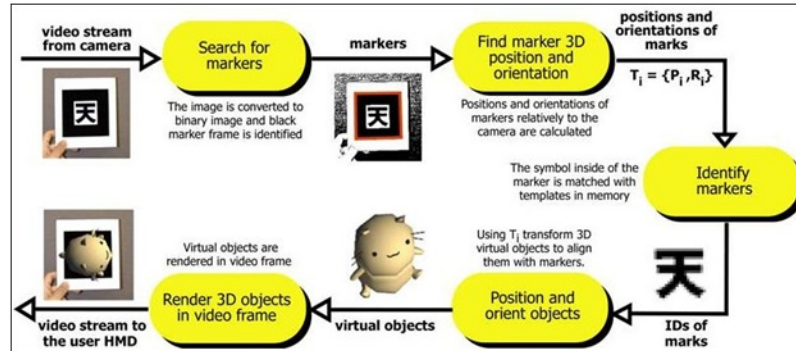 video stream
from camera
Search for
markers
markers
Find marker 3D
position and
orientation
positions and
orientations of
marks
T_i = {P_i ,R_i}
天
The image is converted to
binary image and black
marker frame is identified
天
Positions and orientations of
markers relatively to the
camera are calculated
The symbol inside of the
marker is matched with
templates in memory
Identify
markers
Virtual objects are
rendered in video frame
Using T_i transform 3D
virtual objects to align
them with markers.
天
Render 3D objects
in video frame
Position and
orient objects
video stream to
the user HMD
virtual objects
IDs of
marks